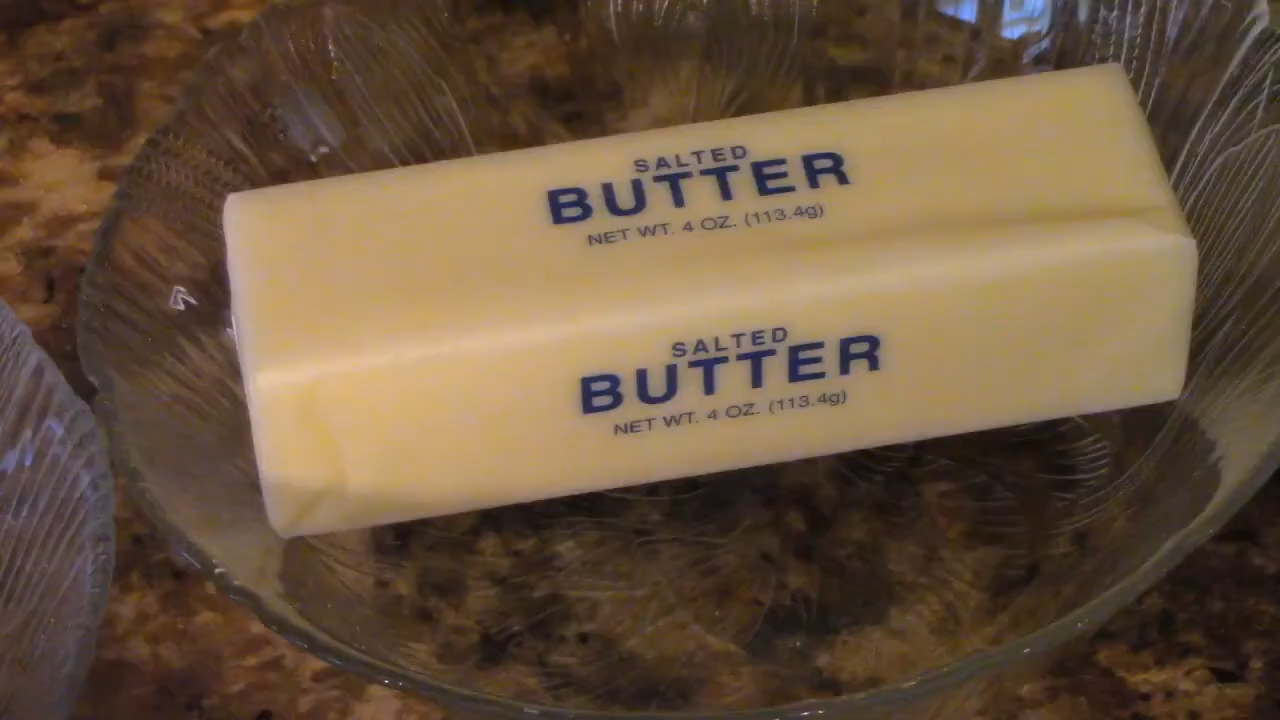 SALTED
BUTTER
NET WT. 4 OZ. (113.4g)
SALTED
BUTTER
NET WT. 4 OZ. (113.4g)